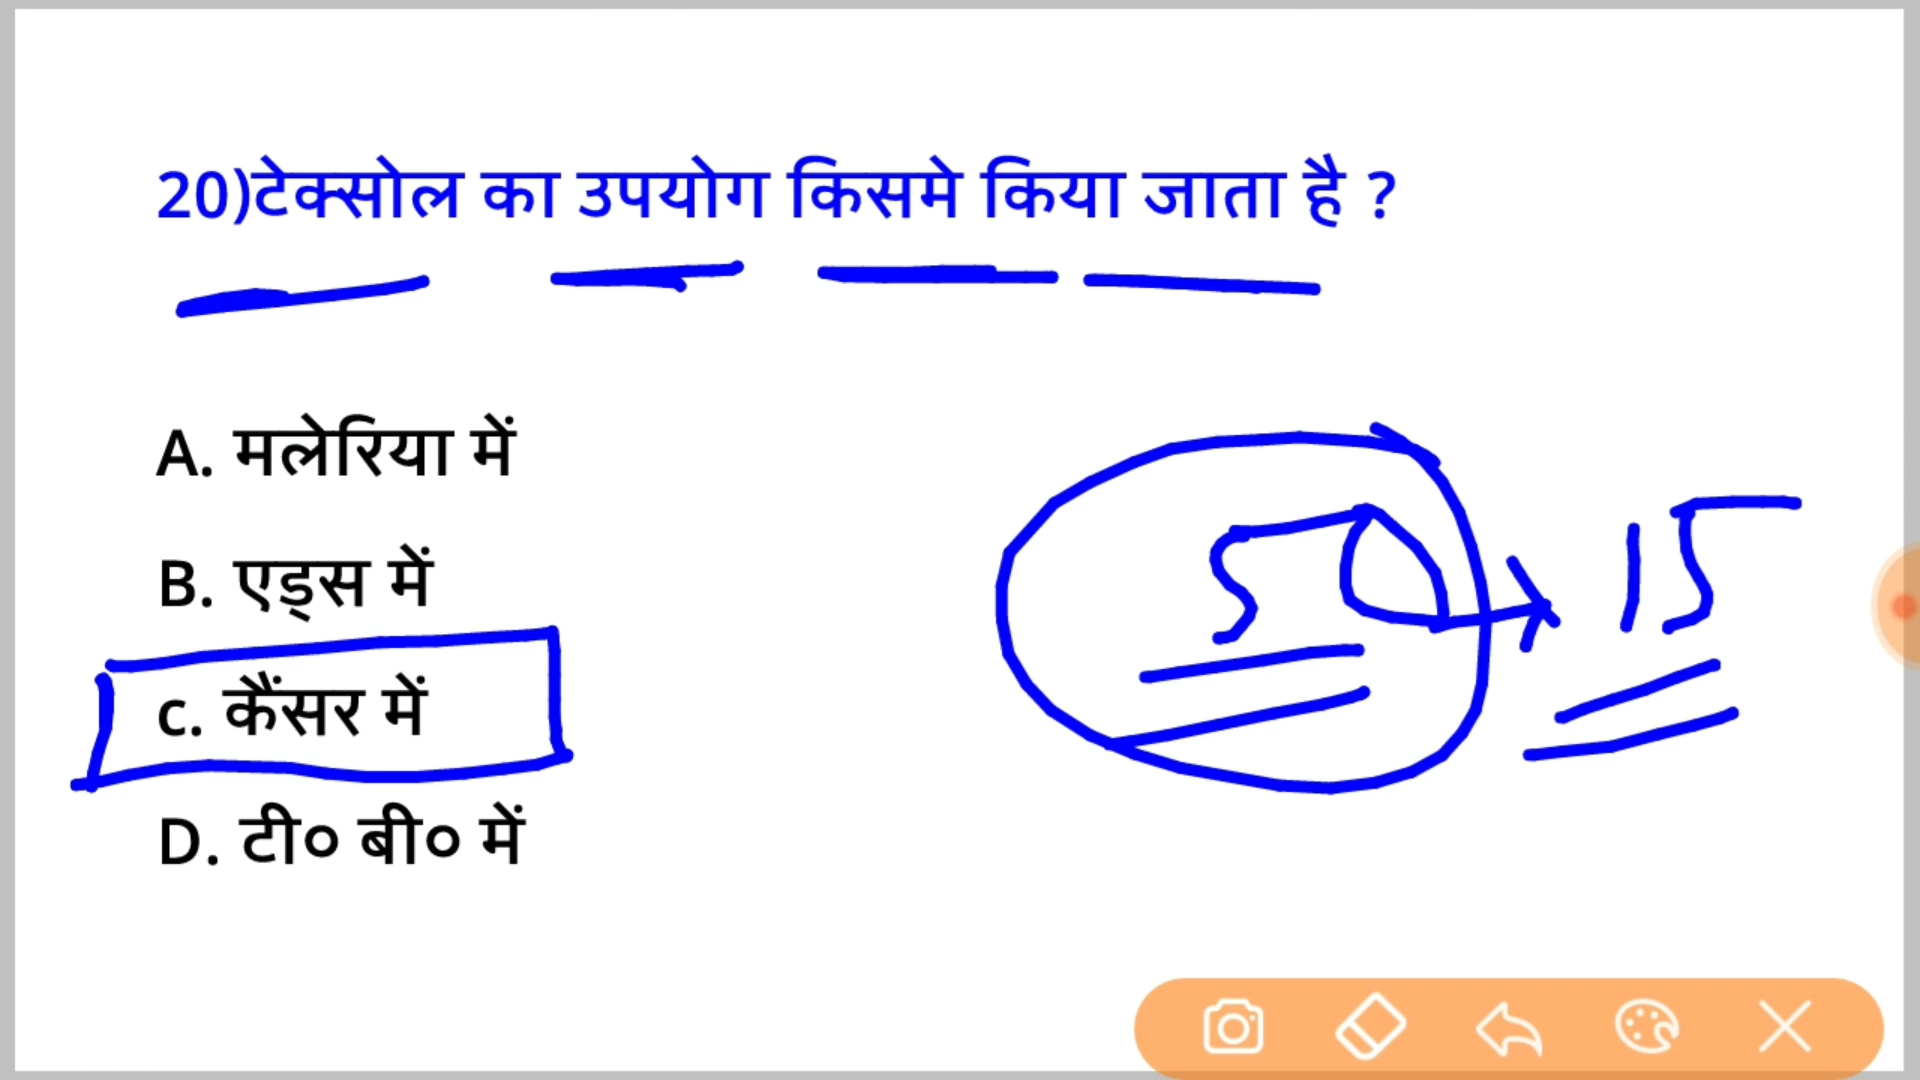 20)टेक्सोल का उपयोग किसमे किया जाता है ?
A. मलेरिया में
B. एड्स में
c. कैंसर में
D. टी० बी० में
50 → 15